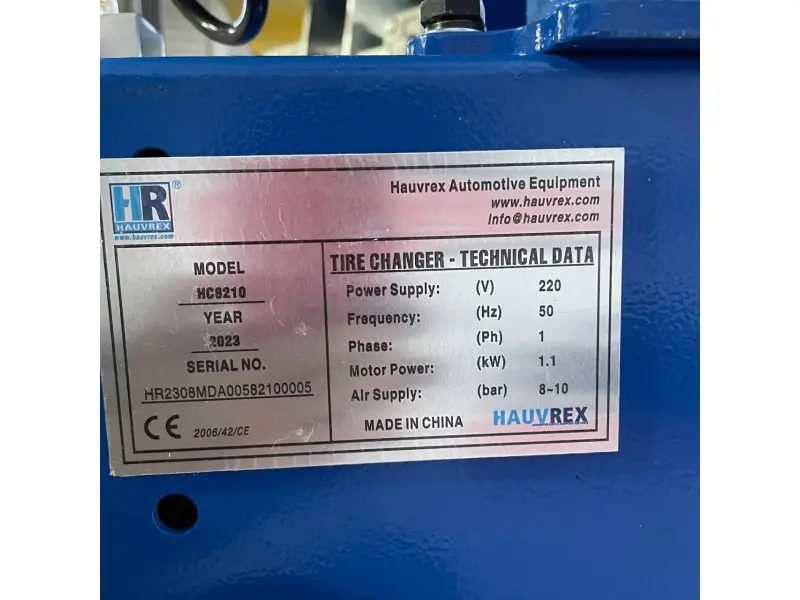 HR®
HAUVREX
www.hauvrex.com
Hauvrex Automotive Equipment
www.hauvrex.com
Info@hauvrex.com
MODEL
HC8210
YEAR
2023
SERIAL NO.
HR2308MDA00582100005
CE 2006/42/CE
TIRE CHANGER - TECHNICAL DATA
Power Supply: (V) 220
Frequency: (Hz) 50
Phase: (Ph) 1
Motor Power: (kW) 1.1
Air Supply: (bar) 8~10
MADE IN CHINA HAUVREX